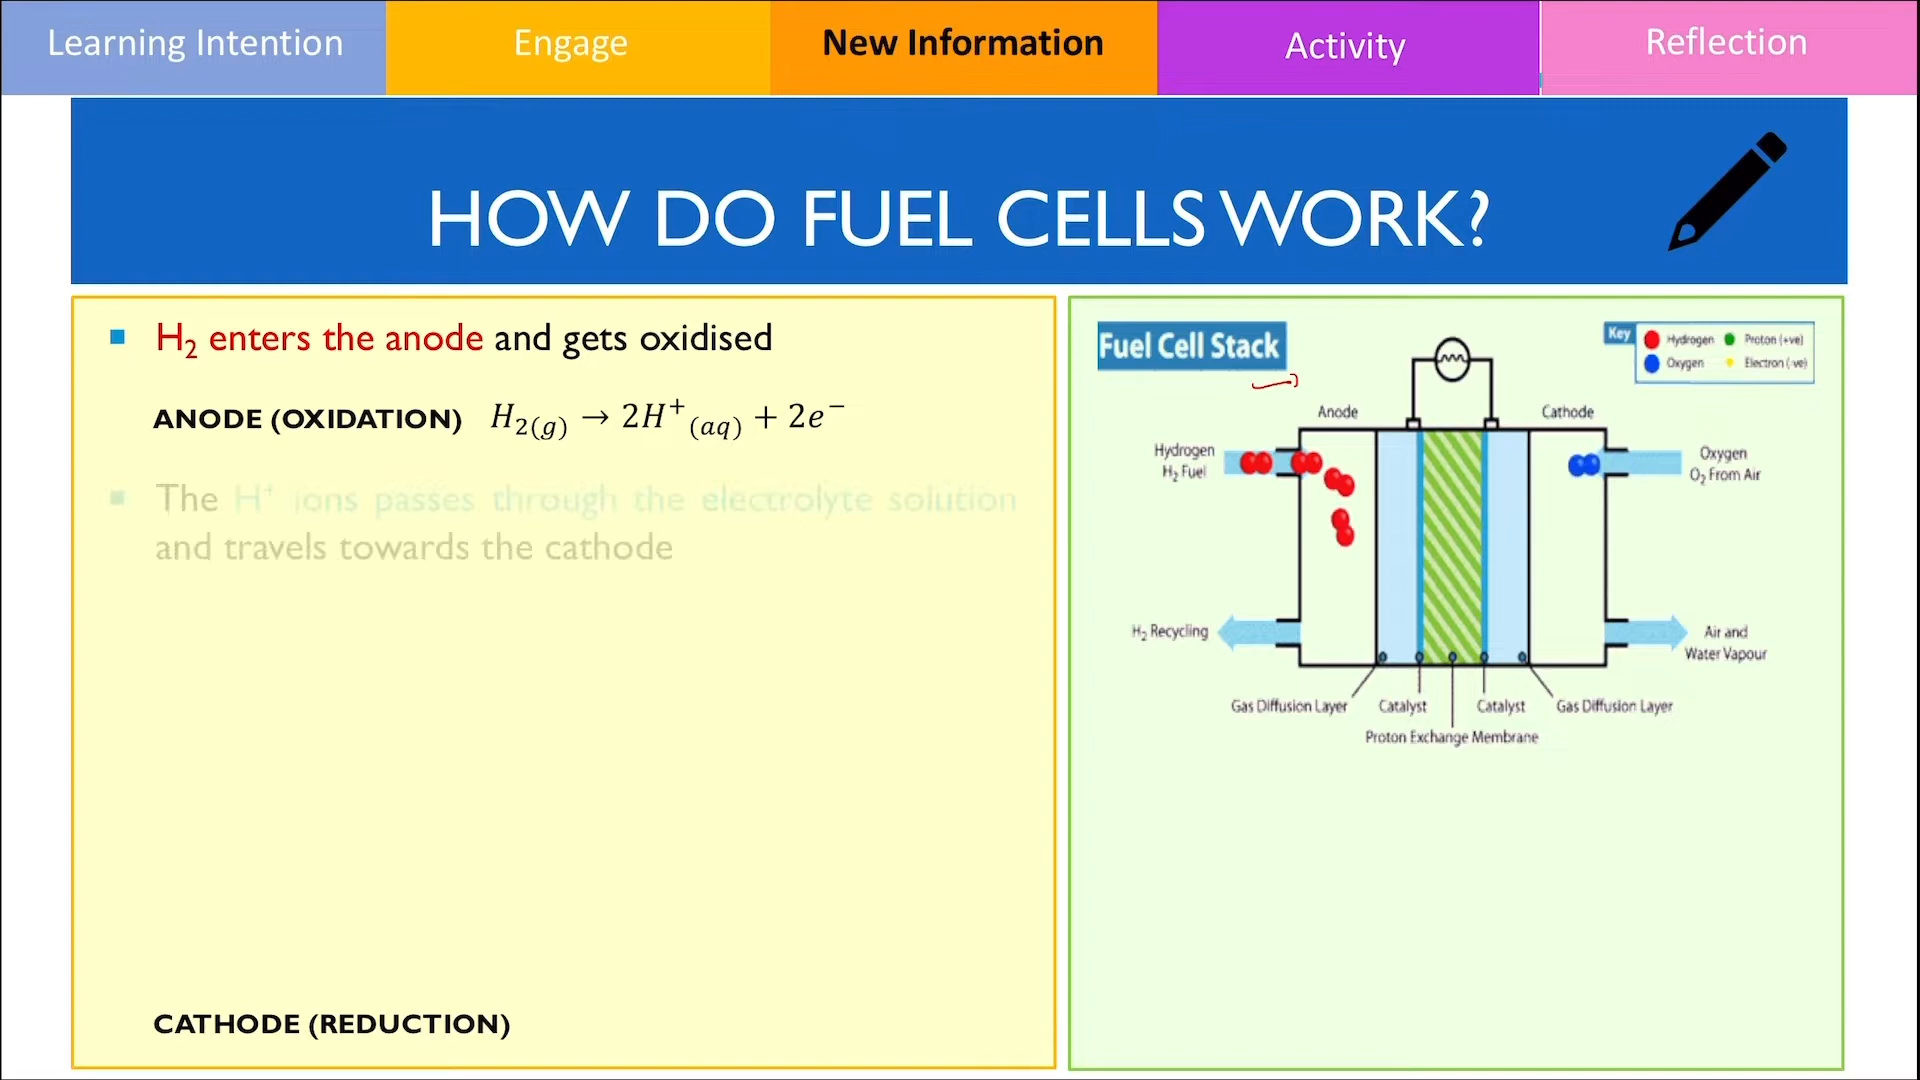 Learning Intention
Engage
New Information
Activity
Reflection
HOW DO FUEL CELLS WORK?
H₂ enters the anode and gets oxidised
ANODE (OXIDATION) H₂(g) → 2H⁺(aq) + 2e⁻
The H⁺ ions passes through the electrolyte solution
and travels towards the cathode
CATHODE (REDUCTION)
Fuel Cell Stack
Key
Hydrogen Proton (+ve)
Oxygen Electron (-ve)
Anode
Cathode
Hydrogen
H₂ Fuel
Oxygen
O₂ From Air
H₂ Recycling
Air and
Water Vapour
Gas Diffusion Layer
Catalyst
Catalyst
Gas Diffusion Layer
Proton Exchange Membrane